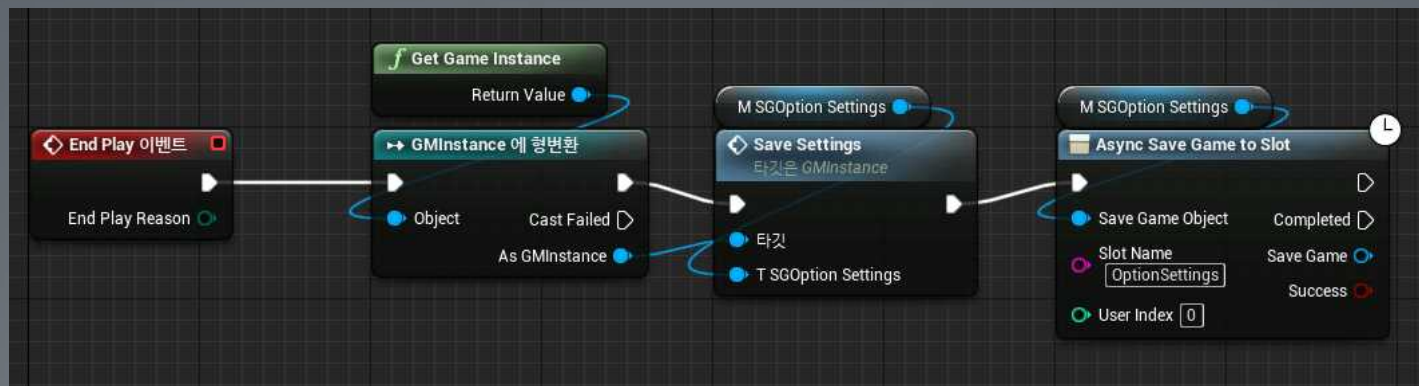 f Get Game Instance
Return Value
M SGOption Settings
M SGOption Settings
End Play 이벤트
End Play Reason
GMInstance 에 형변환
Object
Cast Failed
As GMInstance
Save Settings
타깃은 GMInstance
타깃
T SGOption Settings
Async Save Game to Slot
Save Game Object
Completed
Slot Name
OptionSettings
Save Game
Success
User Index 0